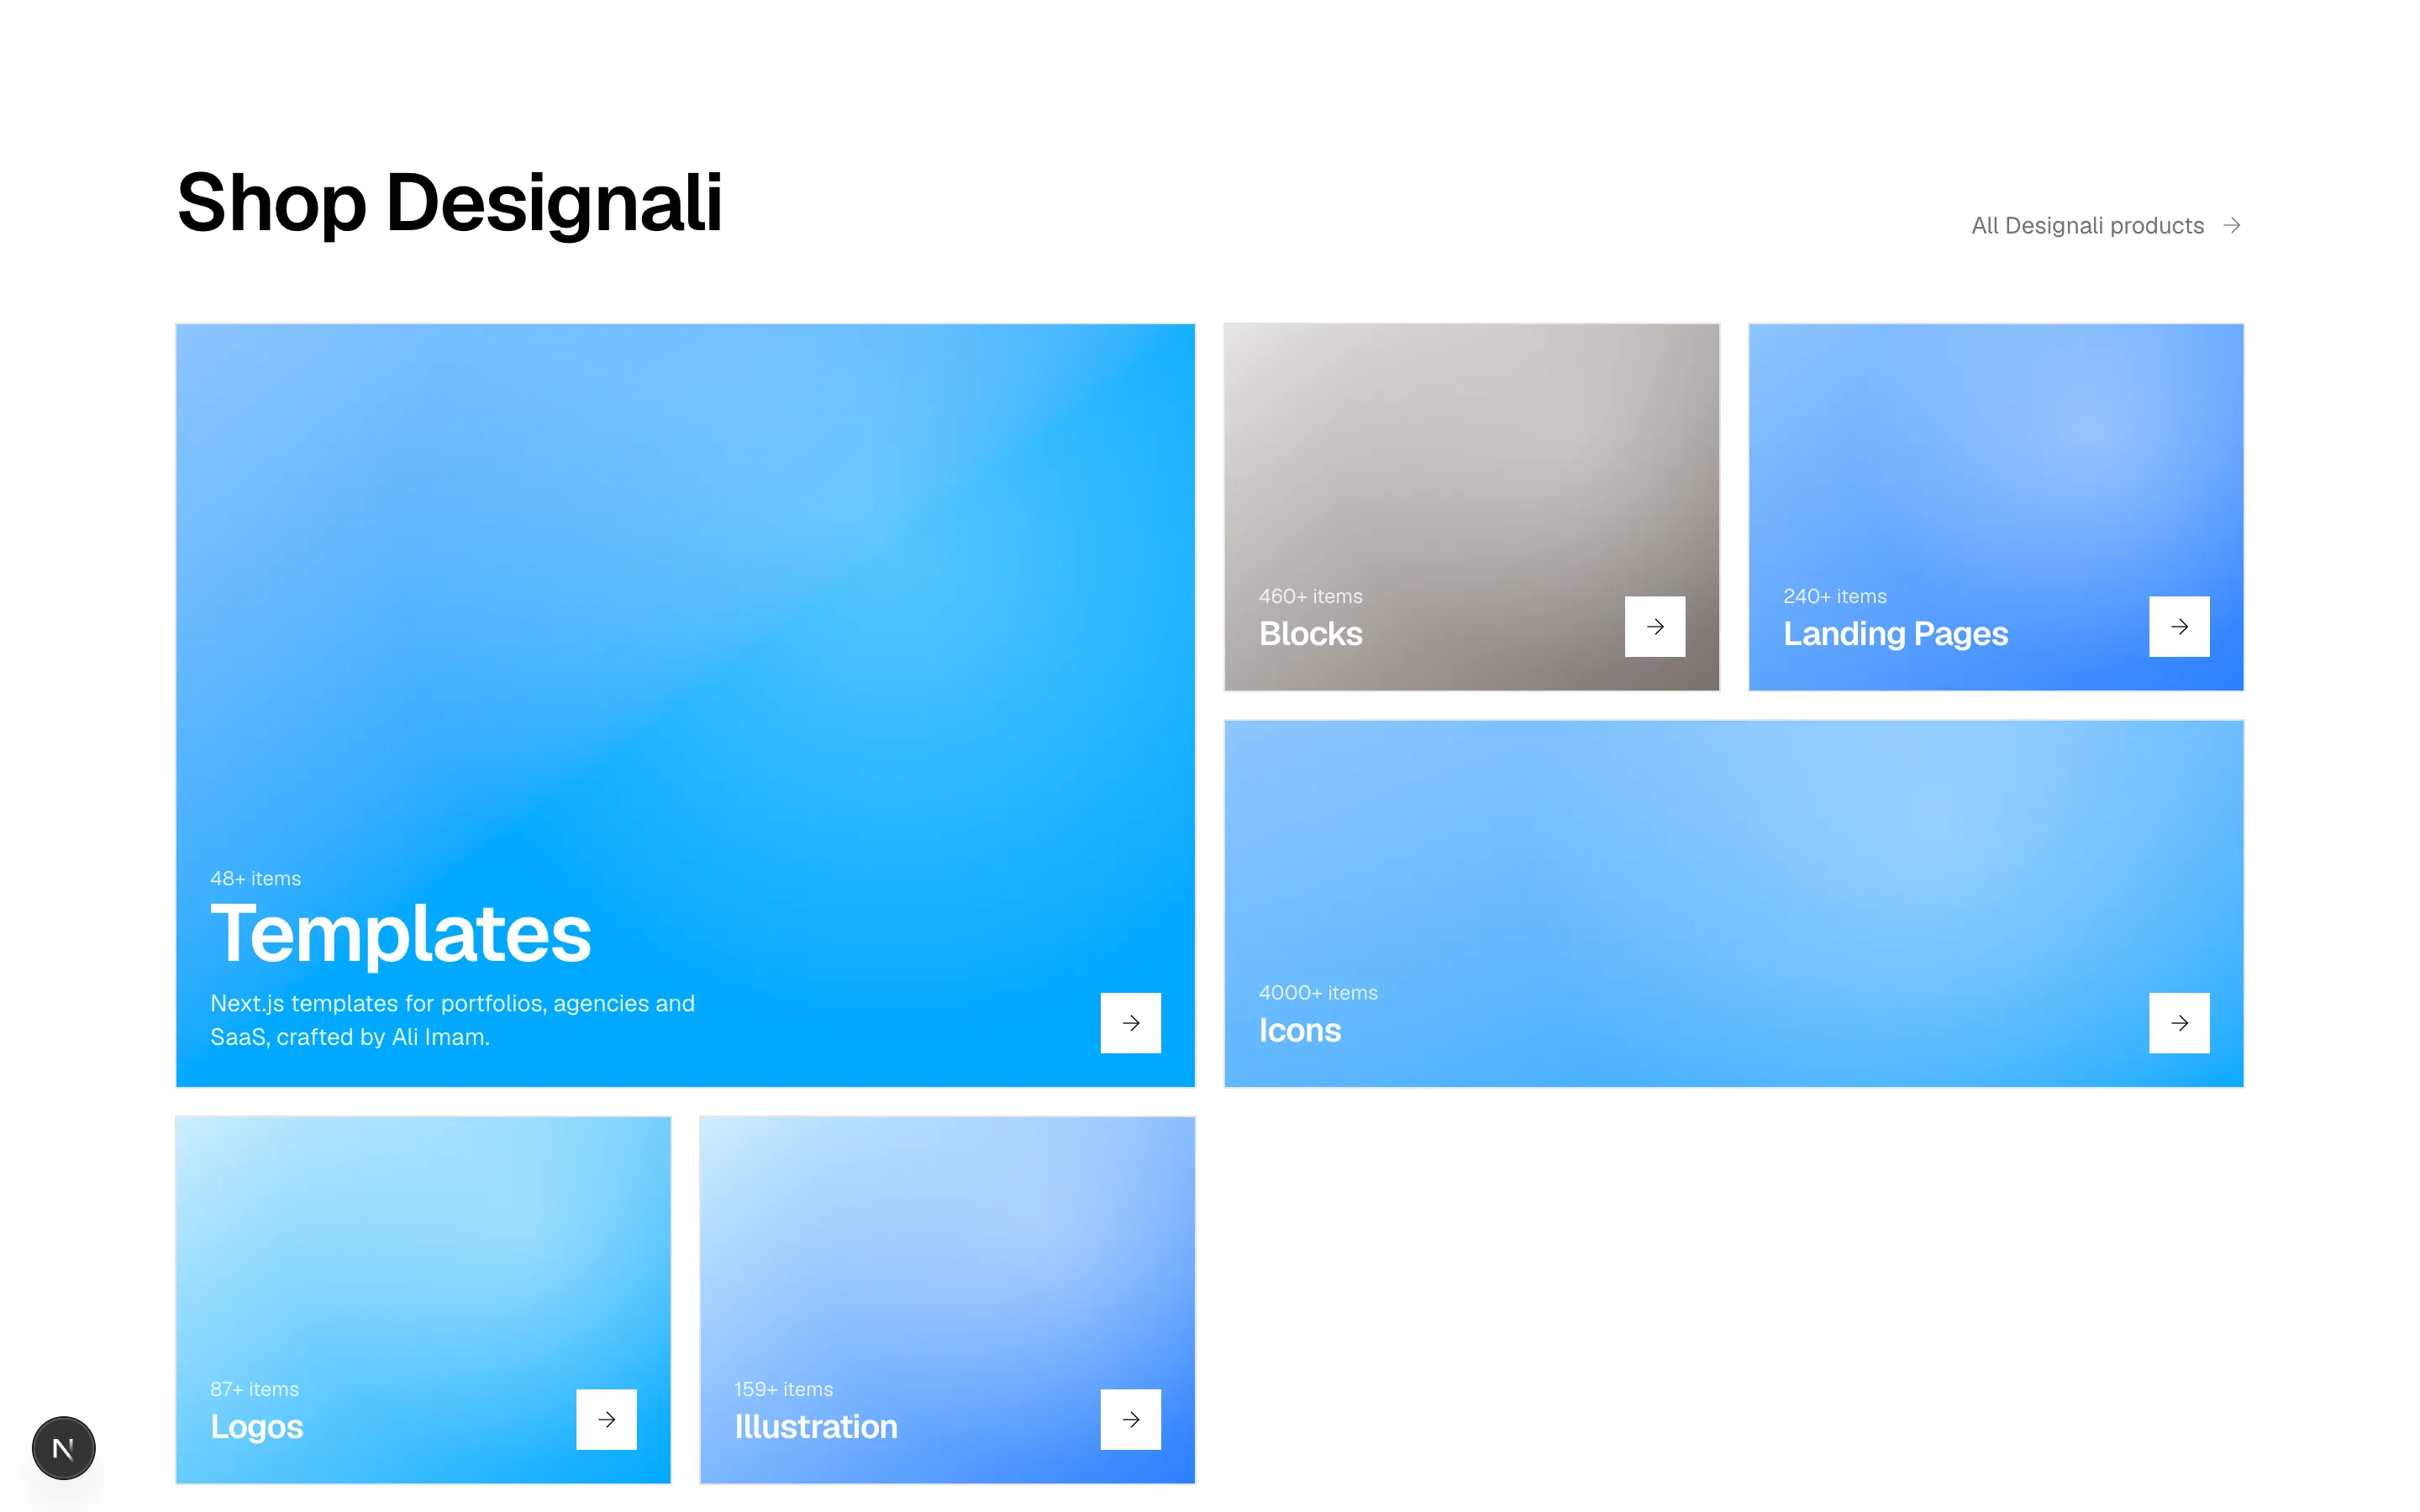 Shop Designali
All Designali products
48+ items
Templates
Next.js templates for portfolios, agencies and
SaaS, crafted by Ali Imam.
460+ items
Blocks
240+ items
Landing Pages
4000+ items
Icons
87+ items
Logos
159+ items
Illustration
N